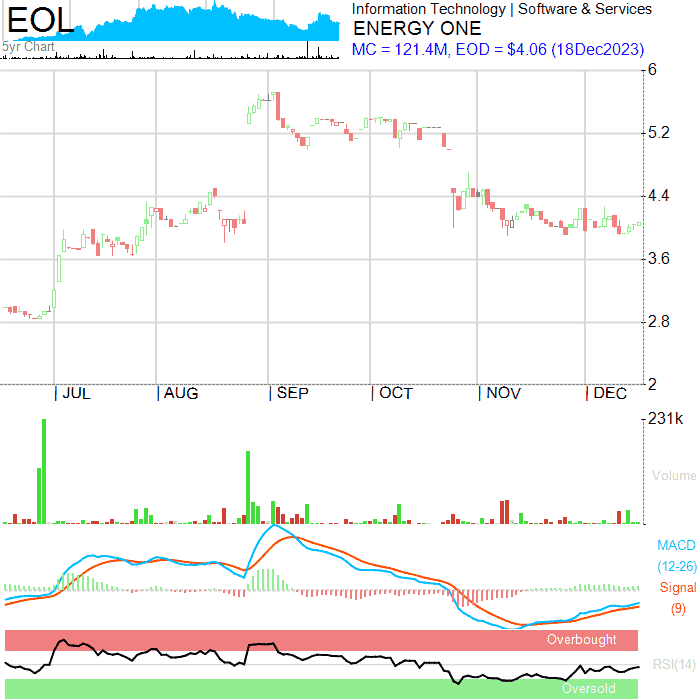 EOL
5yr Chart
Information Technology | Software & Services
ENERGY ONE
MC = 121.4M, EOD = $4.06 (18Dec2023)
6
5.2
4.4
3.6
2.8
2
| JUL | AUG | SEP | OCT | NOV | DEC
231k
Volume
MACD
(12-26)
Signal
(9)
Overbought
RSI(14)
Oversold